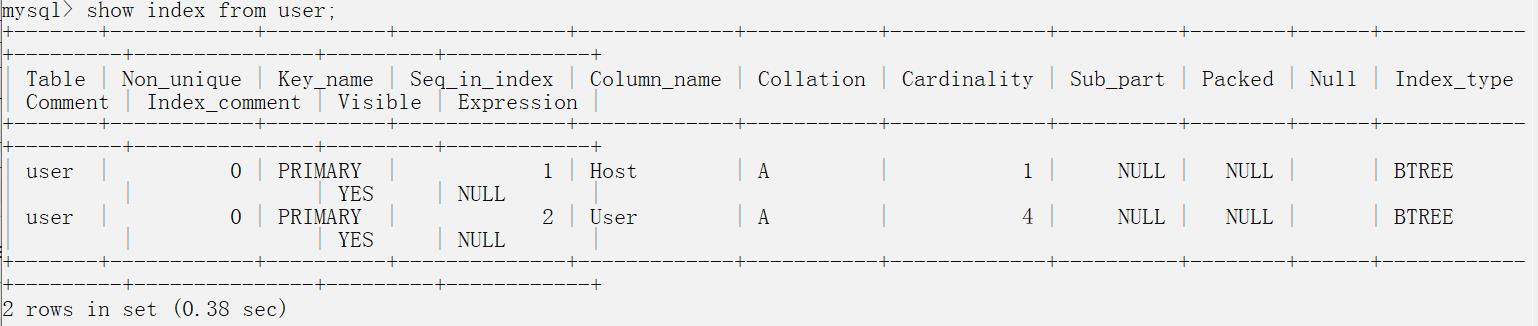 mysql> show index from user;
+-------+------------+----------+--------------+-------------+-----------+-------------+----------+--------+------+------------
+---------+---------------+---------+------------+
| Table | Non_unique | Key_name | Seq_in_index | Column_name | Collation | Cardinality | Sub_part | Packed | Null | Index_type
| Comment | Index_comment | Visible | Expression |
+-------+------------+----------+--------------+-------------+-----------+-------------+----------+--------+------+------------
+---------+---------------+---------+------------+
| user  |          0 | PRIMARY  |            1 | Host        | A         |           1 |     NULL |   NULL |      | BTREE
|         |               | YES     | NULL       |
| user  |          0 | PRIMARY  |            2 | User        | A         |           4 |     NULL |   NULL |      | BTREE
|         |               | YES     | NULL       |
+-------+------------+----------+--------------+-------------+-----------+-------------+----------+--------+------+------------
+---------+---------------+---------+------------+
2 rows in set (0.38 sec)